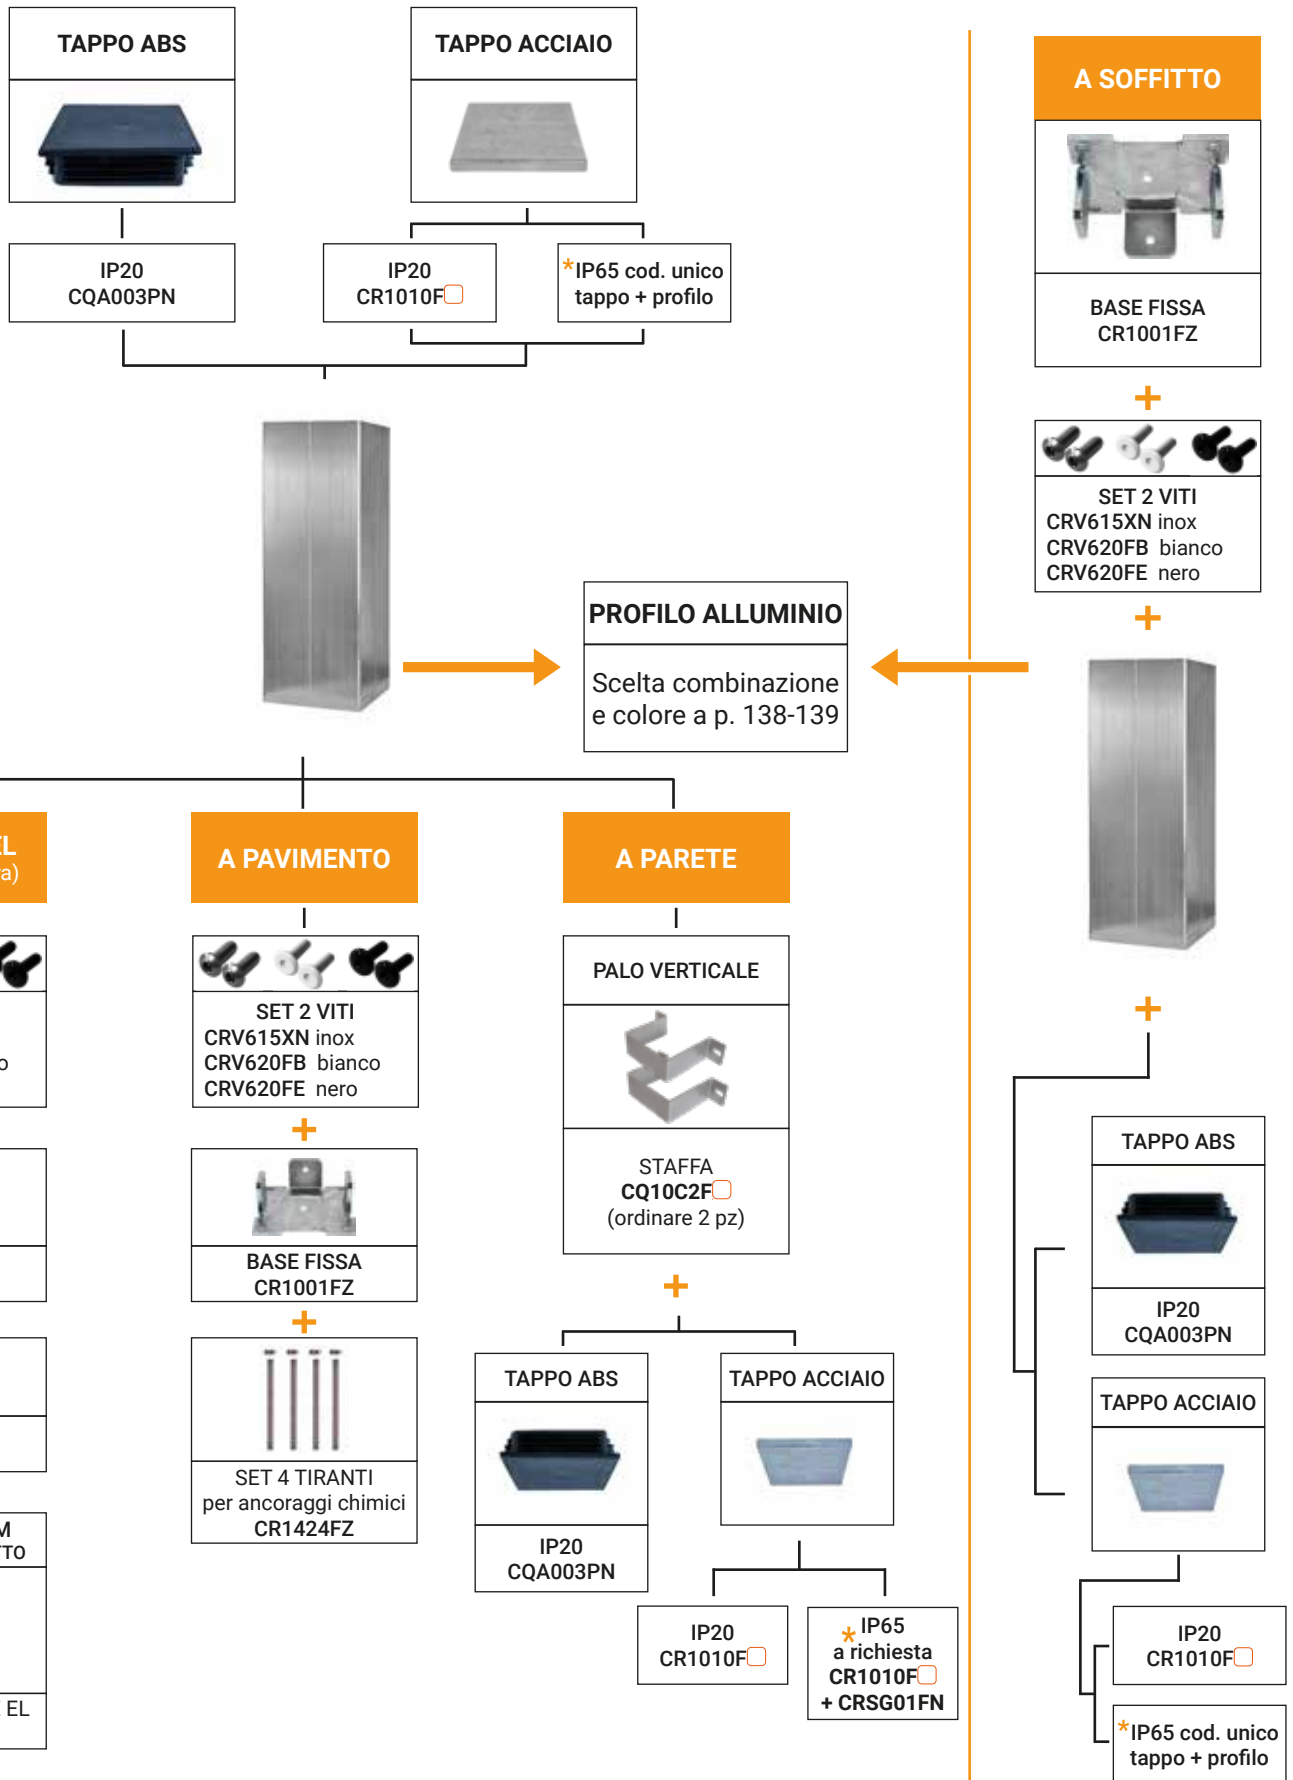 TAPPO ABS
IP20
CQA003PN
TAPPO ACCIAIO
IP20
CR1010F
*IP65 cod. unico
tappo + profilo
PROFILO ALLUMINIO
Scelta combinazione
e colore a p. 138-139
EL
a)
o
M
TTO
EL
A PAVIMENTO
SET 2 VITI
CRV615XN inox
CRV620FB bianco
CRV620FE nero
+
BASE FISSA
CR1001FZ
+
SET 4 TIRANTI
per ancoraggi chimici
CR1424FZ
A PARETE
PALO VERTICALE
STAFFA
CQ10C2F
(ordinare 2 pz)
+
TAPPO ABS
IP20
CQA003PN
TAPPO ACCIAIO
IP20
CR1010F
*IP65
a richiesta
CR1010F
+ CRSG01FN
A SOFFITTO
BASE FISSA
CR1001FZ
+
SET 2 VITI
CRV615XN inox
CRV620FB bianco
CRV620FE nero
+
+
TAPPO ABS
IP20
CQA003PN
TAPPO ACCIAIO
IP20
CR1010F
*IP65 cod. unico
tappo + profilo